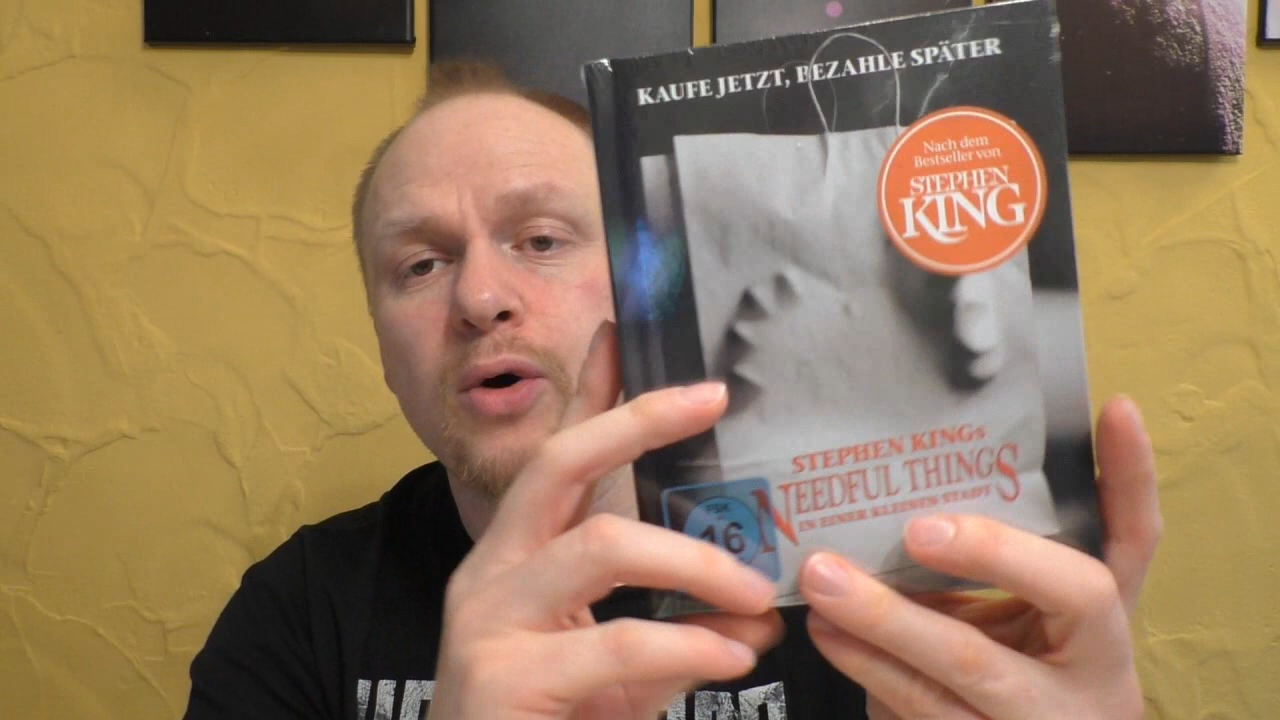 KAUFE JETZT, BEZAHLE SPÄTER
Nach dem
Bestseller von
STEPHEN
KING
STEPHEN KINGs
NEEDFUL THINGS
IN EINER KLEINEN STADT
FSK
16